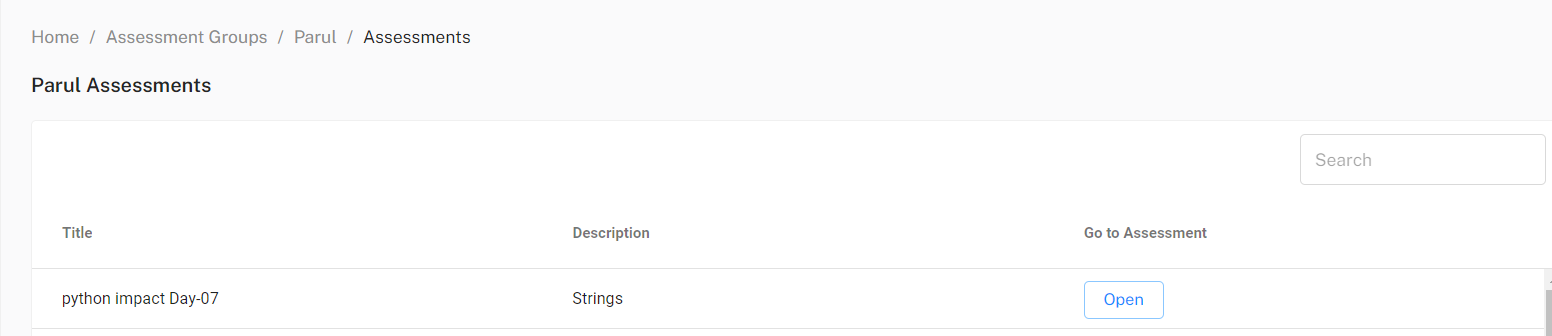 Home / Assessment Groups / Parul / Assessments
Parul Assessments
Search
Title Description Go to Assessment
python impact Day-07 Strings Open